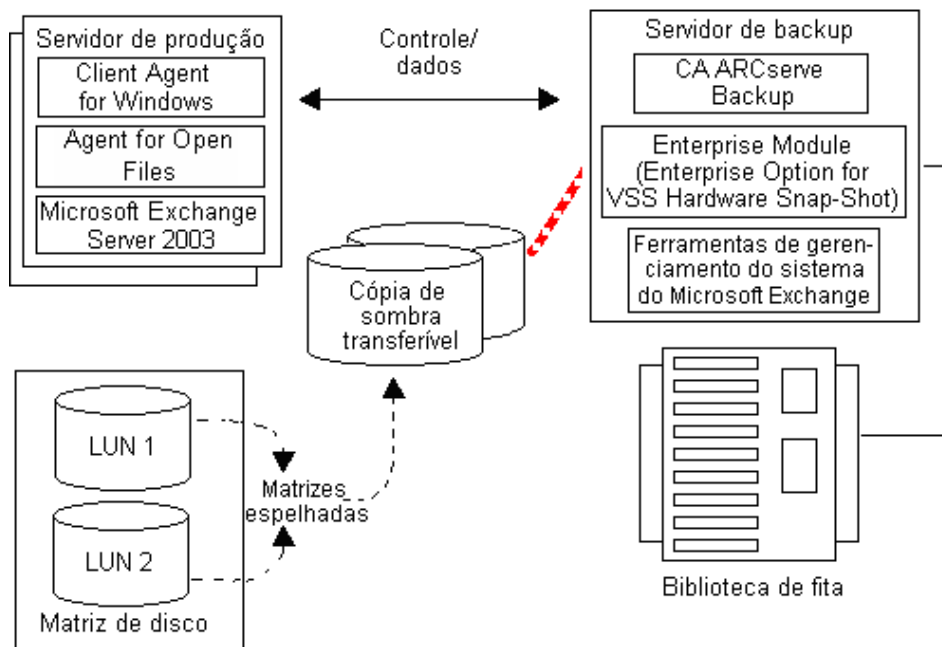 Servidor de produção
Client Agent
for Windows
Agent for Open
Files
Microsoft Exchange
Server 2003
Controle/
dados
Servidor de backup
CA ARCserve
Backup
Enterprise Module
(Enterprise Option for
VSS Hardware Snap-Shot)
Ferramentas de geren-
ciamento do sistema
do Microsoft Exchange
Cópia de
sombra
transferível
LUN 1
LUN 2
Matrizes
espelhadas
Matriz de disco
Biblioteca de fita